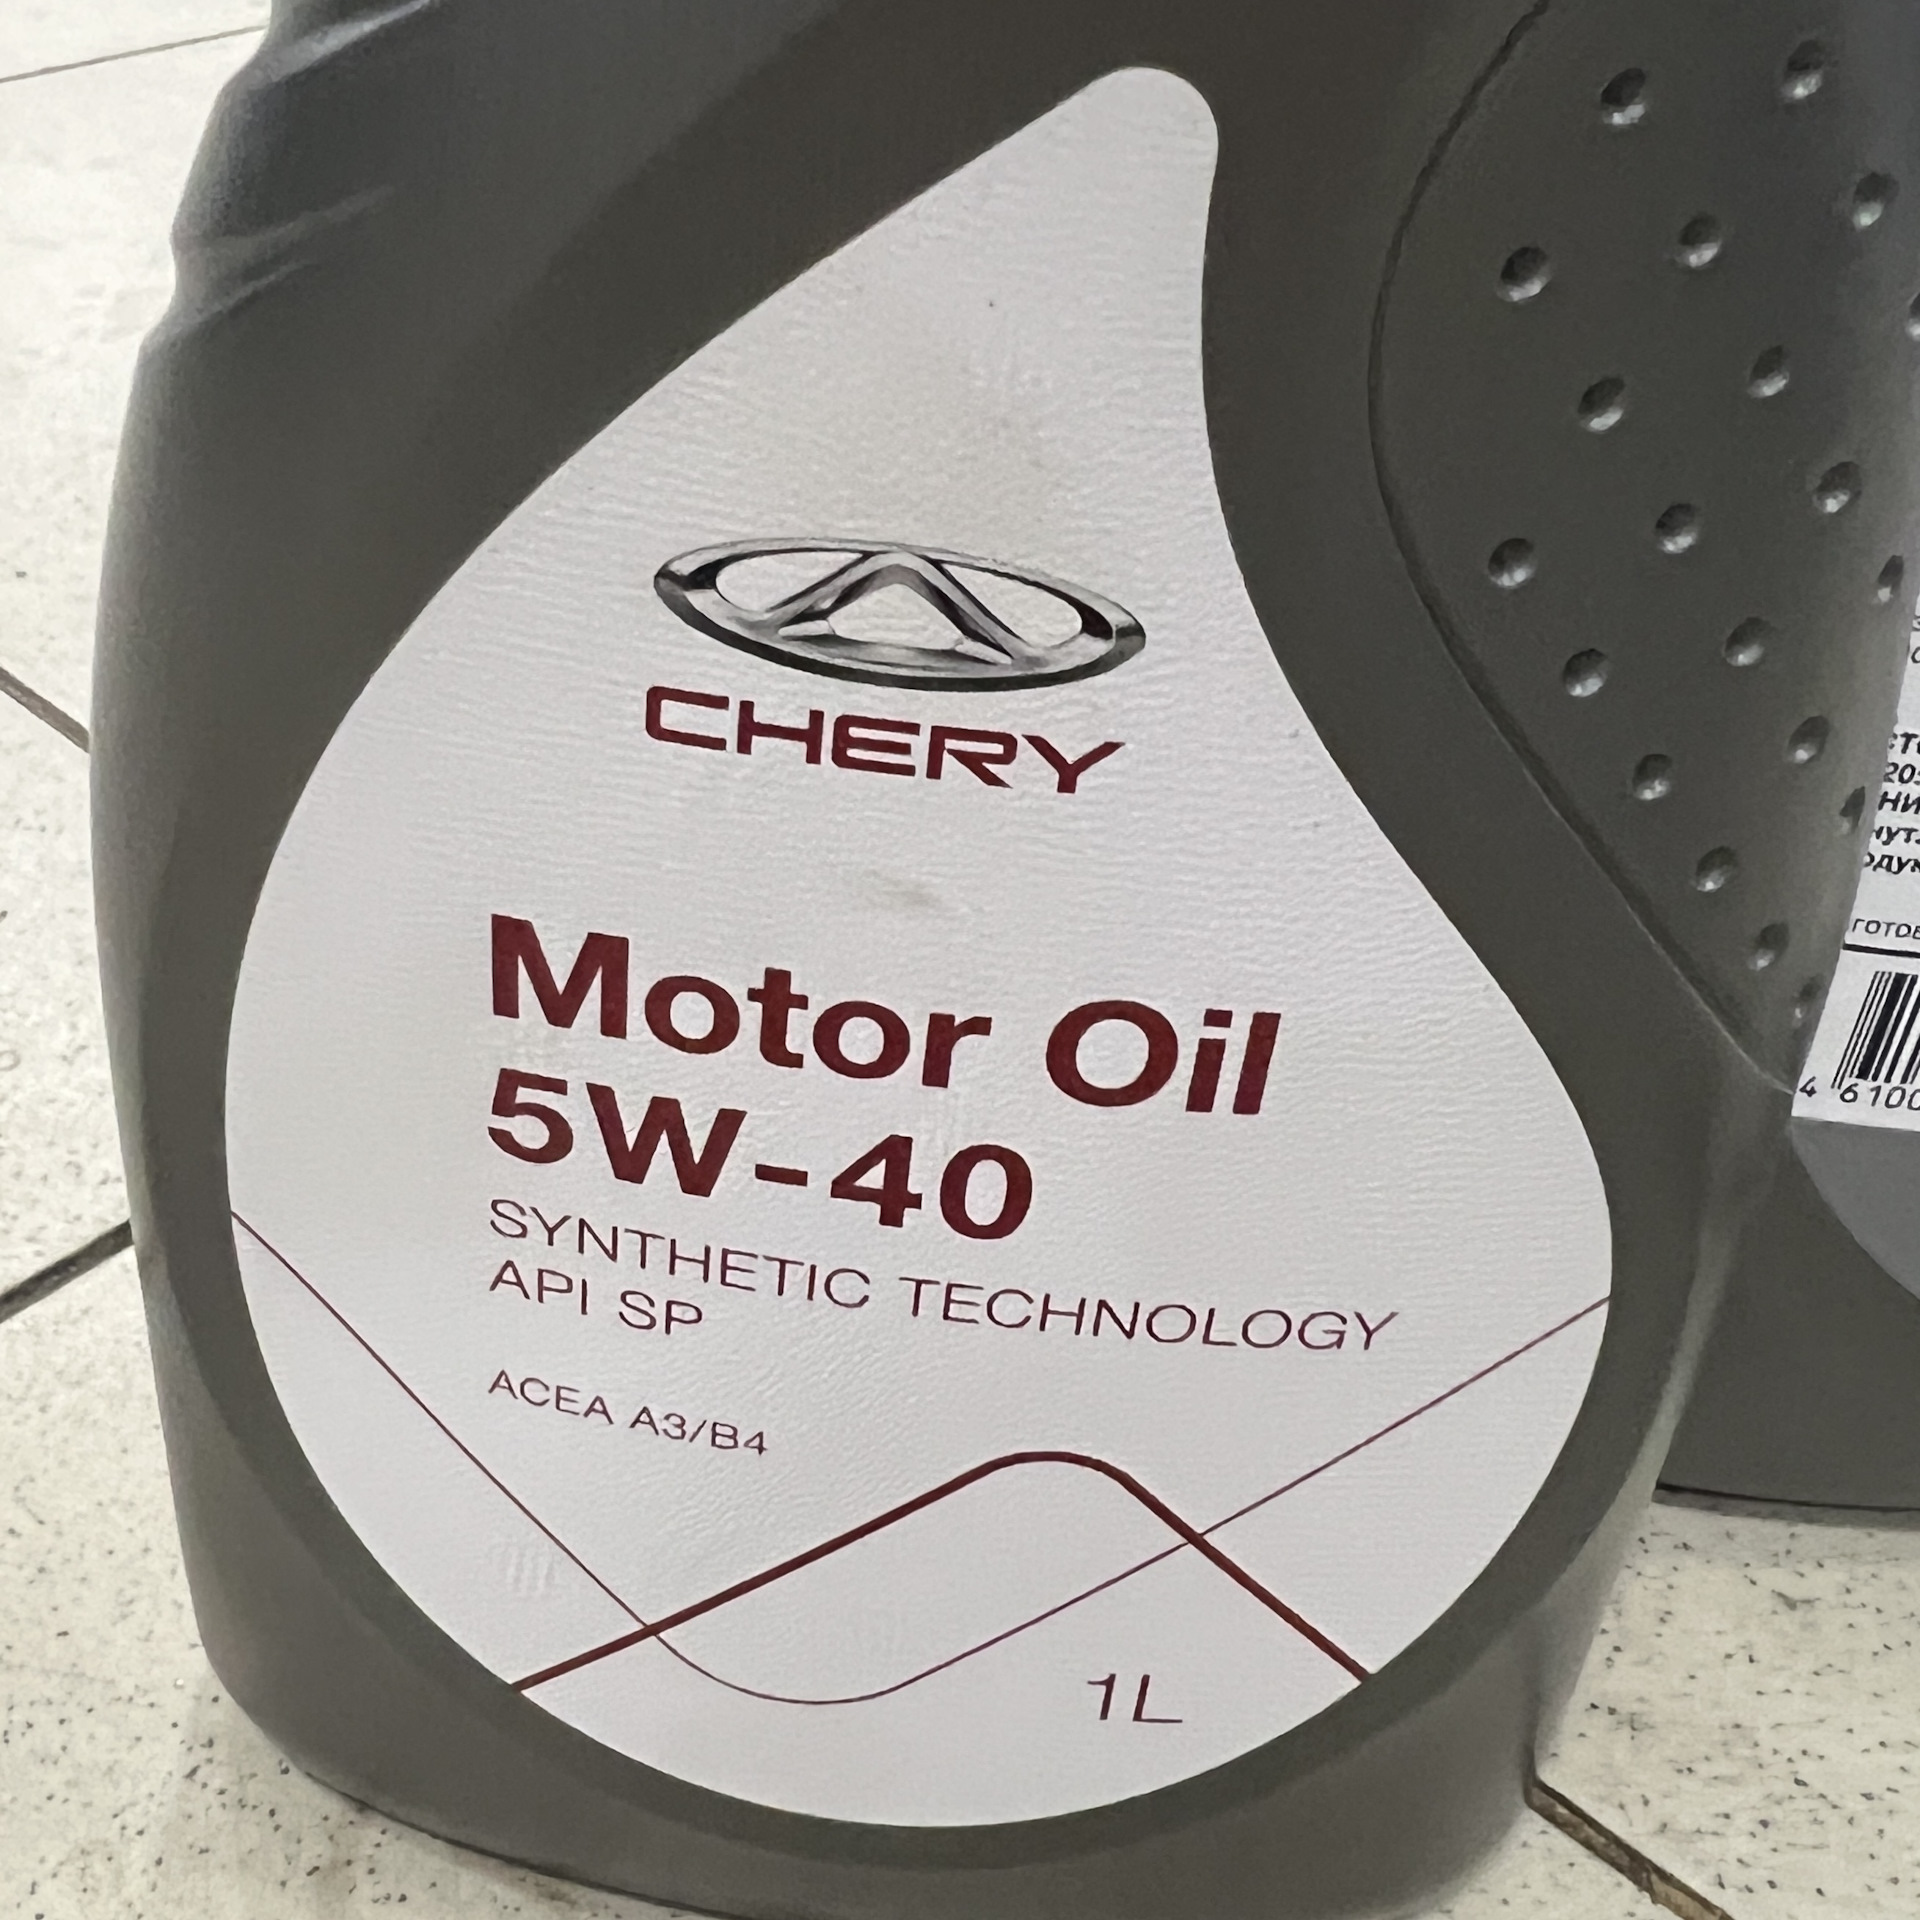 CHERY
Motor Oil
5W-40
SYNTHETIC TECHNOLOGY
API SP
ACEA A3/B4
1L